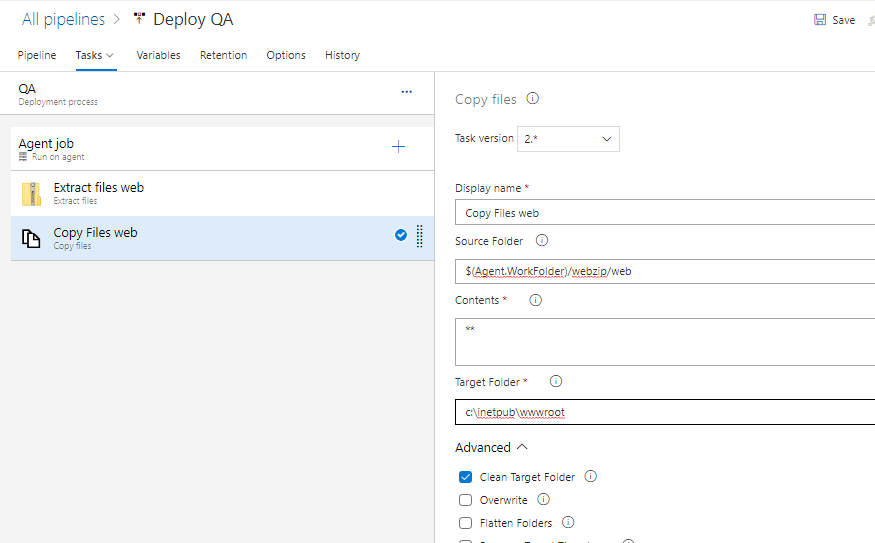 All pipelines > Deploy QA
Save
Pipeline Tasks Variables Retention Options History
QA
Deployment process
...
Agent job
Run on agent
Extract files web
Extract files
Copy Files web
Copy files
Copy files
Task version 2.*
Display name *
Copy Files web
Source Folder
$(Agent.WorkFolder)/webzip/web
Contents *
**
Target Folder *
c:\inetpub\wwwroot
Advanced
Clean Target Folder
Overwrite
Flatten Folders